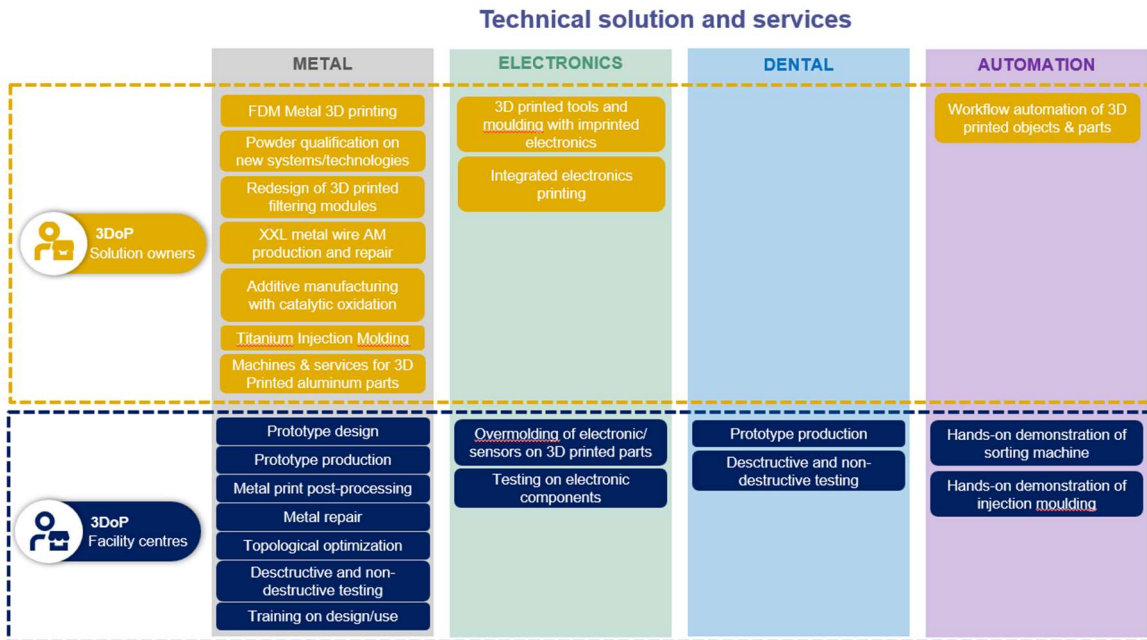 Technical solution and services
METAL
ELECTRONICS
DENTAL
AUTOMATION
3DoP
Solution owners
FDM Metal 3D printing
Powder qualification on
new systems/technologies
Redesign of 3D printed
filtering modules
XXL metal wire AM
production and repair
Additive manufacturing
with catalytic oxidation
Titanium Injection Molding
Machines & services for 3D
Printed aluminum parts
3D printed tools and
moulding with imprinted
electronics
Integrated electronics
printing
Workflow automation of 3D
printed objects & parts
3DoP
Facility centres
Prototype design
Prototype production
Metal print post-processing
Metal repair
Topological optimization
Desctructive and non-
destructive testing
Training on design/use
Overmolding of electronic/
sensors on 3D printed parts
Testing on electronic
components
Prototype production
Desctructive and non-
destructive testing
Hands-on demonstration of
sorting machine
Hands-on demonstration of
injection moulding